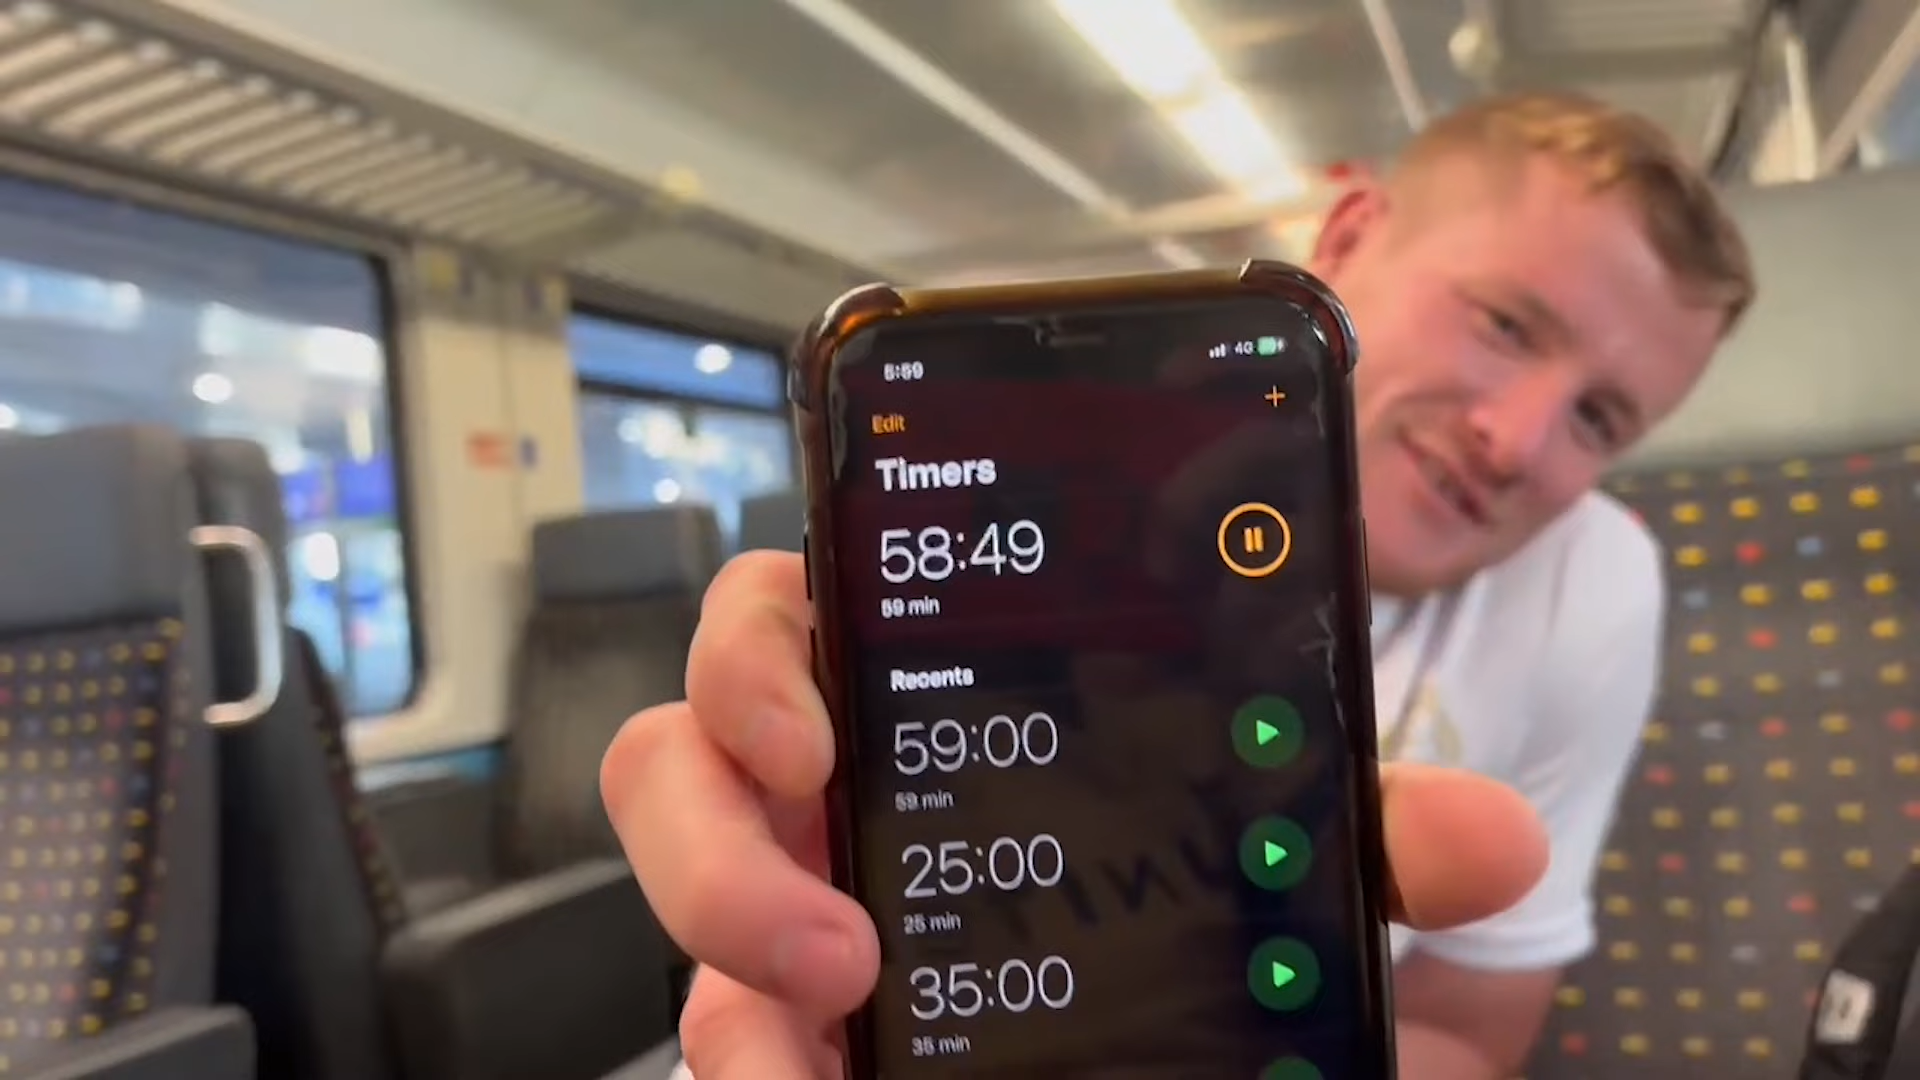 5:59
4G
Edit
+
Timers
58:49
59 min
Recents
59:00
59 min
25:00
25 min
35:00
35 min